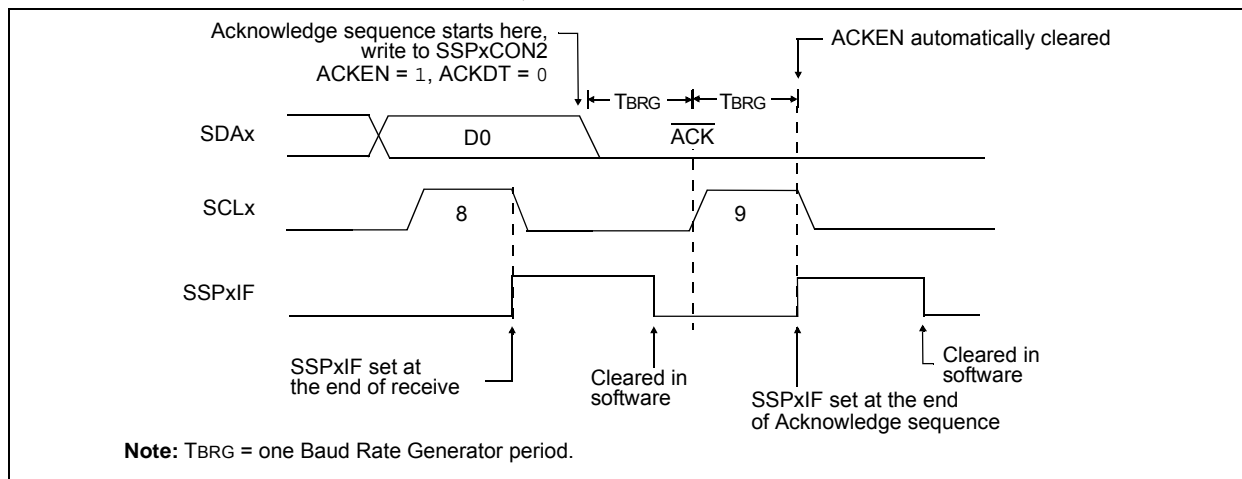 Acknowledge sequence starts here,
write to SSPxCON2
ACKEN = 1, ACKDT = 0
ACKEN automatically cleared
TBRG
TBRG
SDAx
D0
ACK
SCLx
8
9
SSPxIF
SSPxIF set at
the end of receive
Cleared in
software
SSPxIF set at the end
of Acknowledge sequence
Cleared in
software
Note: TBRG = one Baud Rate Generator period.